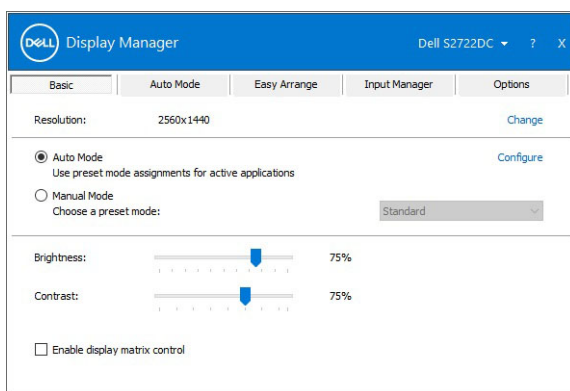 DELL Display Manager Dell S2722DC ? X
Basic Auto Mode Easy Arrange Input Manager Options
Resolution: 2560x1440 Change
Auto Mode Configure
Use preset mode assignments for active applications
Manual Mode
Choose a preset mode: Standard
Brightness: 75%
Contrast: 75%
Enable display matrix control